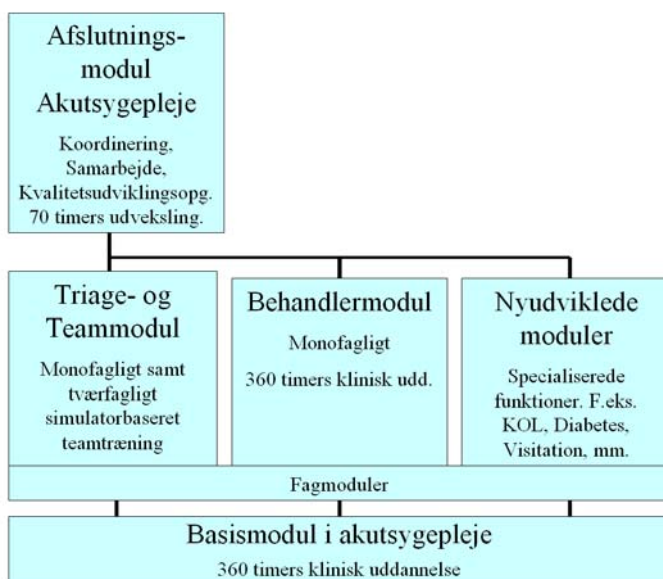 Afslutnings-
modul
Akutsygepleje
Koordinering,
Samarbejde,
Kvalitetsudviklingsopg.
70 timers udveksling.
Triage- og
Teammodul
Monofagligt samt
tværfagligt
simulatorbaseret
teamtræning
Behandlermodul
Monofagligt
360 timers klinisk udd.
Nyudviklede
moduler
Specialiserede
funktioner. F.eks.
KOL, Diabetes,
Visitation, mm.
Fagmoduler
Basismodul i akutsygepleje
360 timers klinisk uddannelse